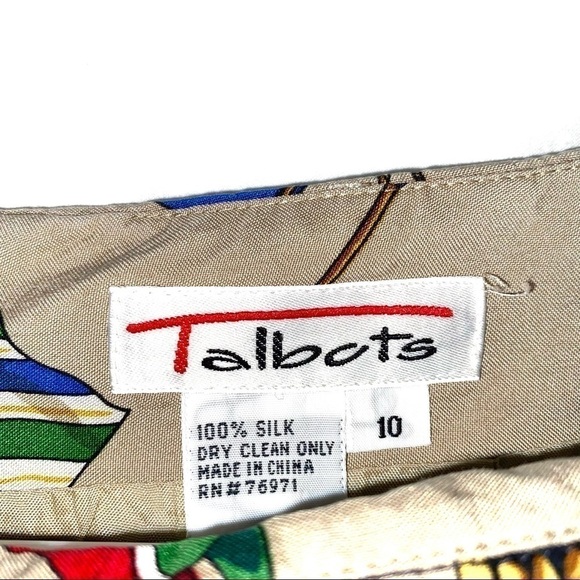 Talbots
10
100% SILK
DRY CLEAN ONLY
MADE IN CHINA
RN# 76971